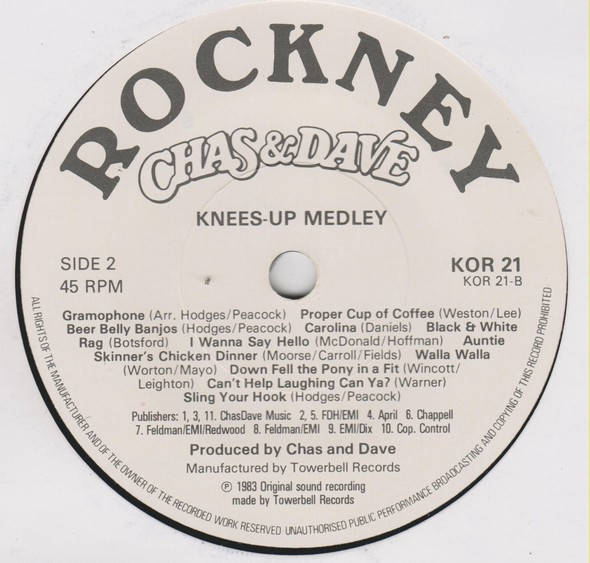 ROCKNEY
CHAS & DAVE
KNEES-UP MEDLEY
SIDE 2
45 RPM
KOR 21
KOR 21-B
Gramophone (Arr. Hodges/Peacock) Proper Cup of Coffee (Weston/Lee)
Beer Belly Banjos (Hodges/Peacock) Carolina (Daniels) Black & White
Rag (Botsford) I Wanna Say Hello (McDonald/Hoffman) Auntie
Skinner's Chicken Dinner (Moorse/Carroll/Fields) Walla Walla
(Worton/Mayo) Down Fell the Pony in a Fit (Wincott/
Leighton) Can't Help Laughing Can Ya? (Warner)
Sling Your Hook (Hodges/Peacock)
Publishers: 1, 3, 11. ChasDave Music 2, 5. FDH/EMI 4. April 6. Chappell
7. Feldman/EMI/Redwood 8. Feldman/EMI 9. EMI/Dix 10. Cop. Control
Produced by Chas and Dave
Manufactured by Towerbell Records
℗ 1983 Original sound recording
made by Towerbell Records
ALL RIGHTS OF THE MANUFACTURER AND OF THE OWNER OF THE RECORDED WORK RESERVED UNAUTHORISED PUBLIC PERFORMANCE BROADCASTING AND COPYING OF THIS RECORD PROHIBITED